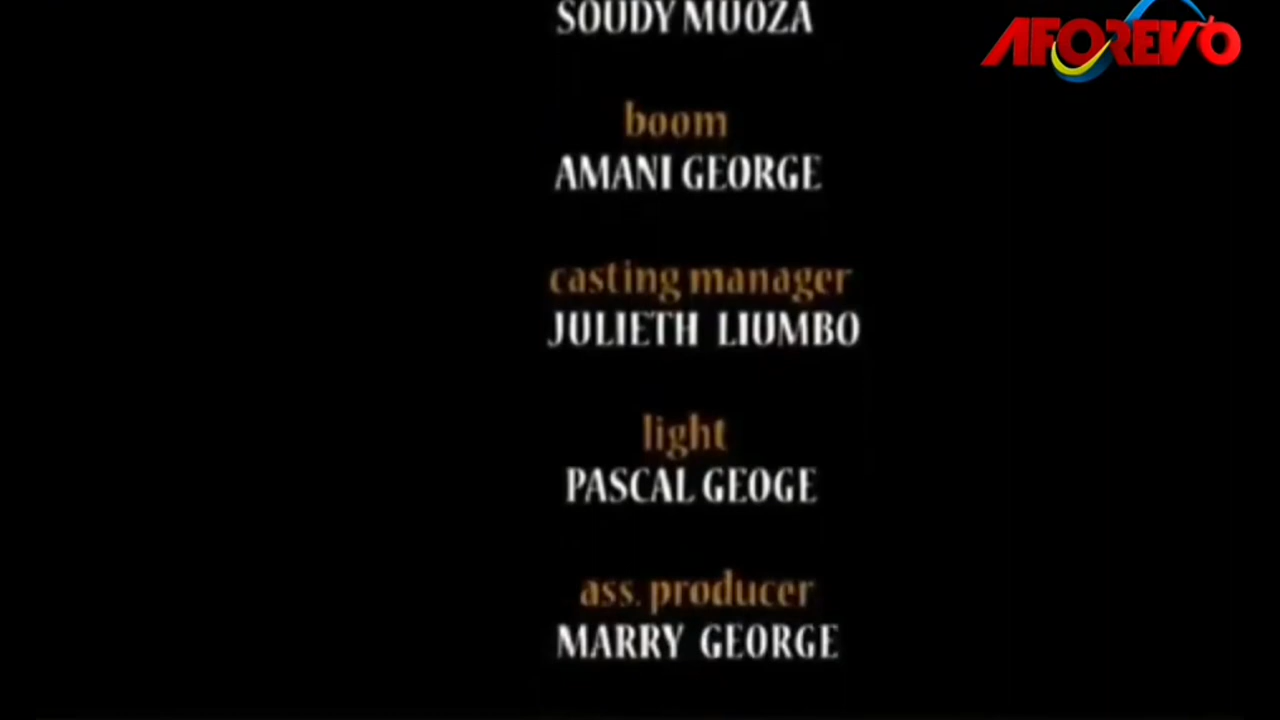 SOUDY MUOZA
AFOREVO
boom
AMANI GEORGE
casting manager
JULIETH LIUMBO
light
PASCAL GEOGE
ass. producer
MARRY GEORGE